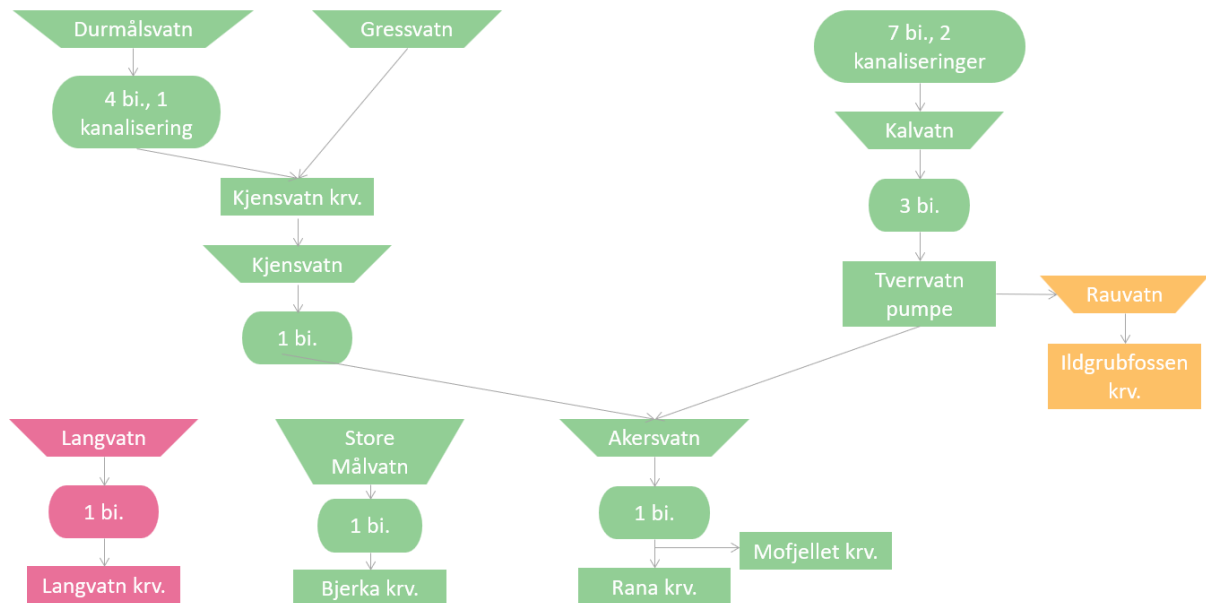 Durmålsvatn
Gressvatn
7 bi., 2
kanaliseringer
4 bi., 1
kanalisering
Kalvatn
Kjensvatn krv.
3 bi.
Kjensvatn
Tverrvatn
pumpe
Rauvatn
1 bi.
Ildgrubfossen
krv.
Langvatn
Store
Målvatn
Akersvatn
1 bi.
1 bi.
1 bi.
Mofjellet krv.
Langvatn krv.
Bjerka krv.
Rana krv.